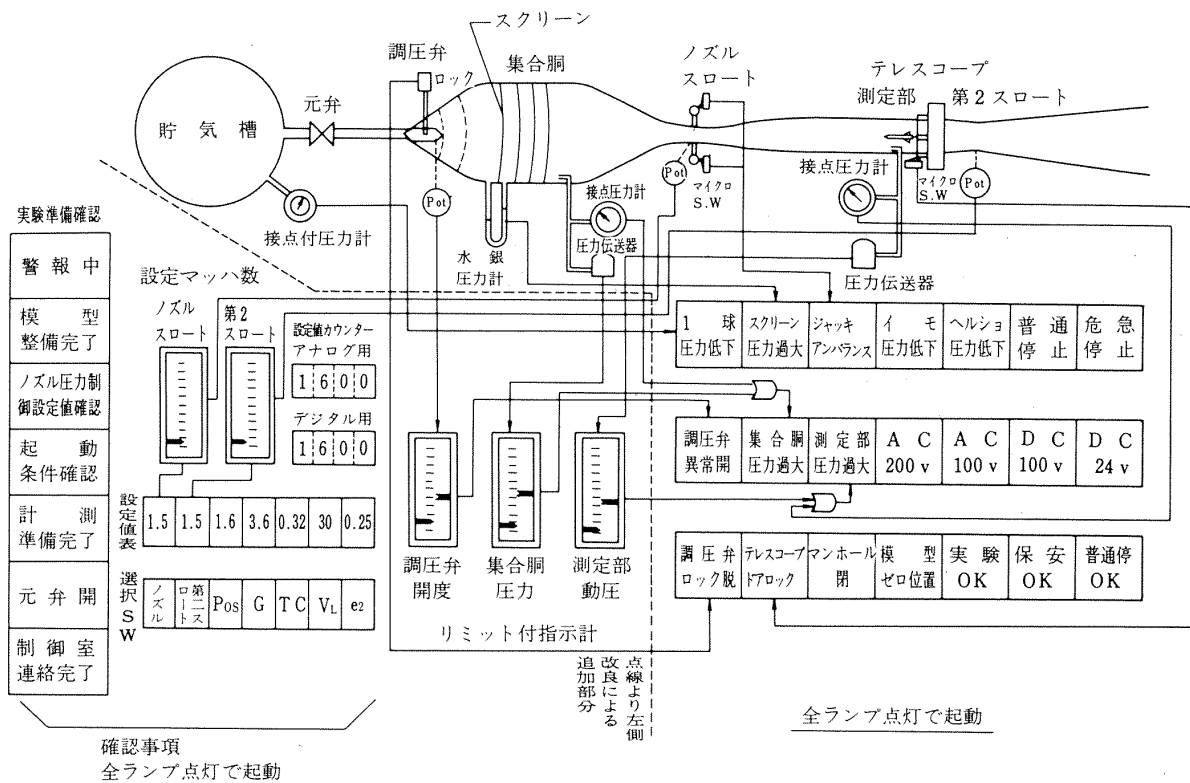 スクリーン
調圧弁
ロック
集合胴
ノズル
スロート
テレスコープ
測定部
第2スロート
元弁
貯気槽
Pot
Pot
マイクロ
S.W
接点圧力計
マイクロ
S.W
Pot
接点付圧力計
水銀
圧力計
接点圧力計
圧力伝送器
圧力伝送器
実験準備確認
警報中
模型
整備完了
ノズル圧力制
御設定値確認
起動
条件確認
計測
準備完了
元弁開
制御室
連絡完了
設定マッハ数
ノズル
スロート
第2
スロート
設定値カウンター
アナログ用
1600
デジタル用
1600
設定値表
1.5 1.5 1.6 3.6 0.32 30 0.25
選択SW
ノズル 第二スロート POS G TC VL e2
調圧弁
開度
集合胴
圧力
測定部
動圧
リミット付指示計
1球
圧力低下
スクリーン
圧力過大
ジャッキ
アンバランス
イモ
圧力低下
ヘルショ
圧力低下
普通
停止
危急
停止
調圧弁
異常開
集合胴
圧力過大
測定部
圧力過大
AC
200v
AC
100v
DC
100v
DC
24v
調圧弁
ロック脱
テレスコープ
ドアロック
マンホール
閉
模型
ゼロ位置
実験
OK
保安
OK
普通停
OK
点線より左側
改良による
追加部分
確認事項
全ランプ点灯で起動
全ランプ点灯で起動